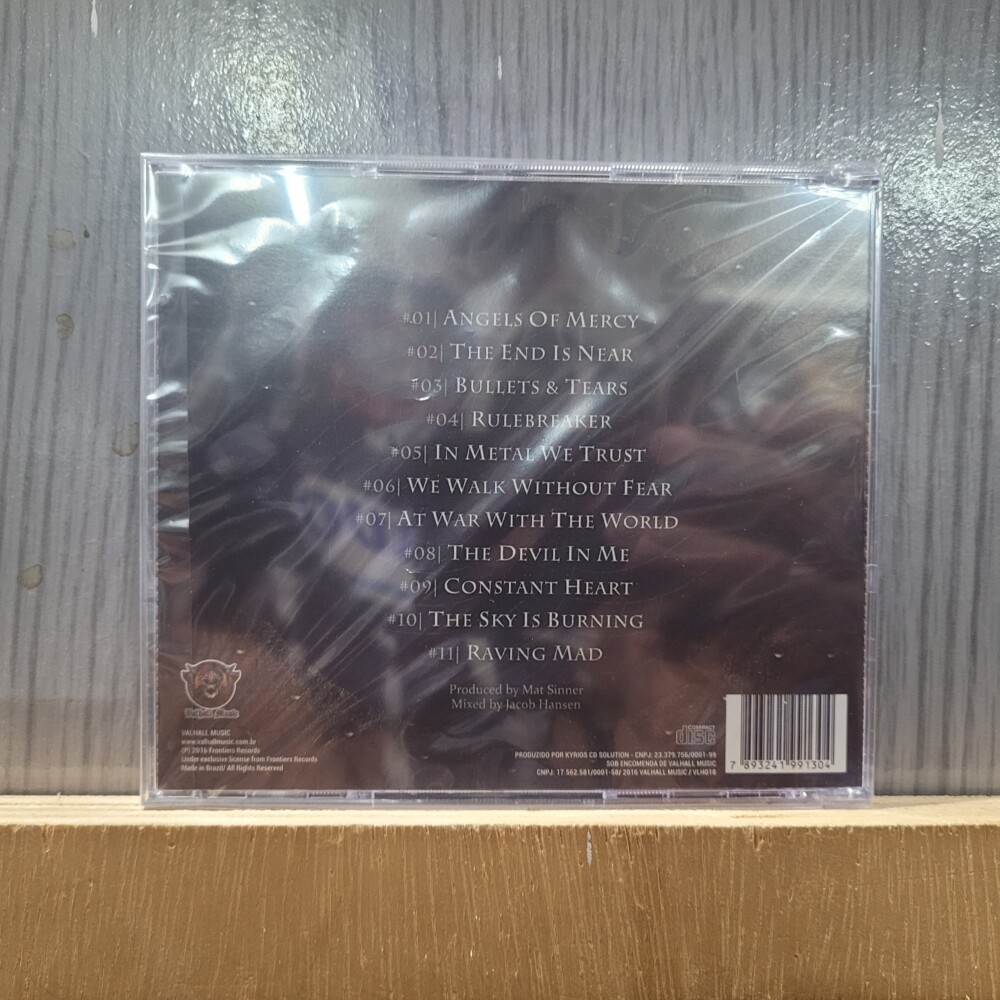 #01| ANGELS OF MERCY
#02| THE END IS NEAR
#03| BULLETS & TEARS
#04| RULEBREAKER
#05| IN METAL WE TRUST
#06| WE WALK WITHOUT FEAR
#07| AT WAR WITH THE WORLD
#08| THE DEVIL IN ME
#09| CONSTANT HEART
#10| THE SKY IS BURNING
#11| RAVING MAD
Produced by Mat Sinner
Mixed by Jacob Hansen
Valhall Music
VALHALL MUSIC
www.valhallmusic.com.br
(P) 2016 Frontiers Records
Under exclusive license from Frontiers Records
Made in Brazil/ All Rights Reserved
COMPACT
disc
PRODUZIDO POR KYRIOS CD SOLUTION - CNPJ: 23.379.756/0001-99
SOB ENCOMENDA DE VALHALL MUSIC
CNPJ: 17.562.581/0001-58/ 2016 VALHALL MUSIC / VLH018
7 893241 991304